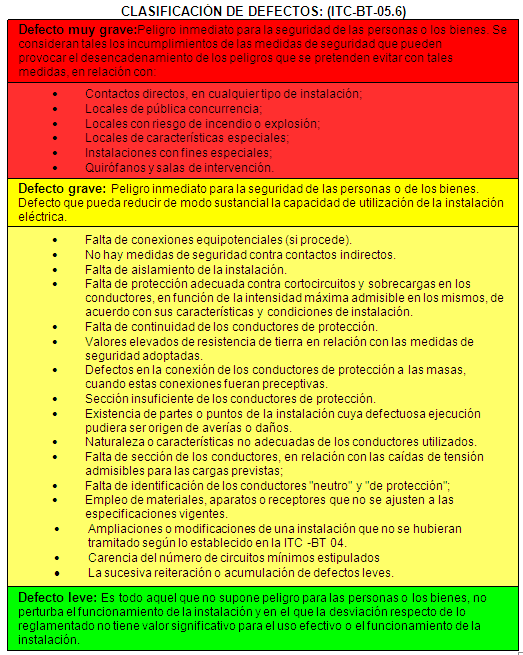 CLASIFICACIÓN DE DEFECTOS: (ITC-BT-05.6)
Defecto muy grave:Peligro inmediato para la seguridad de las personas o los bienes. Se
consideran tales los incumplimientos de las medidas de seguridad que pueden
provocar el desencadenamiento de los peligros que se pretenden evitar con tales
medidas, en relación con:
• Contactos directos, en cualquier tipo de instalación;
• Locales de pública concurrencia;
• Locales con riesgo de incendio o explosión;
• Locales de características especiales;
• Instalaciones con fines especiales;
• Quirófanos y salas de intervención.
Defecto grave: Peligro inmediato para la seguridad de las personas o de los bienes.
Defecto que pueda reducir de modo sustancial la capacidad de utilización de la instalación
eléctrica.
• Falta de conexiones equipotenciales (si procede).
• No hay medidas de seguridad contra contactos indirectos.
• Falta de aislamiento de la instalación.
• Falta de protección adecuada contra cortocircuitos y sobrecargas en los
conductores, en función de la intensidad máxima admisible en los mismos, de
acuerdo con sus características y condiciones de instalación.
• Falta de continuidad de los conductores de protección.
• Valores elevados de resistencia de tierra en relación con las medidas de
seguridad adoptadas.
• Defectos en la conexión de los conductores de protección a las masas,
cuando estas conexiones fueran preceptivas.
• Sección insuficiente de los conductores de protección.
• Existencia de partes o puntos de la instalación cuya defectuosa ejecución
pudiera ser origen de averías o daños.
• Naturaleza o características no adecuadas de los conductores utilizados.
• Falta de sección de los conductores, en relación con las caídas de tensión
admisibles para las cargas previstas;
• Falta de identificación de los conductores "neutro" y "de protección";
• Empleo de materiales, aparatos o receptores que no se ajusten a las
especificaciones vigentes.
• Ampliaciones o modificaciones de una instalación que no se hubieran
tramitado según lo establecido en la ITC -BT 04.
• Carencia del número de circuitos mínimos estipulados
• La sucesiva reiteración o acumulación de defectos leves.
Defecto leve: Es todo aquel que no supone peligro para las personas o los bienes, no
perturba el funcionamiento de la instalación y en el que la desviación respecto de lo
reglamentado no tiene valor significativo para el uso efectivo o el funcionamiento de la
instalación.